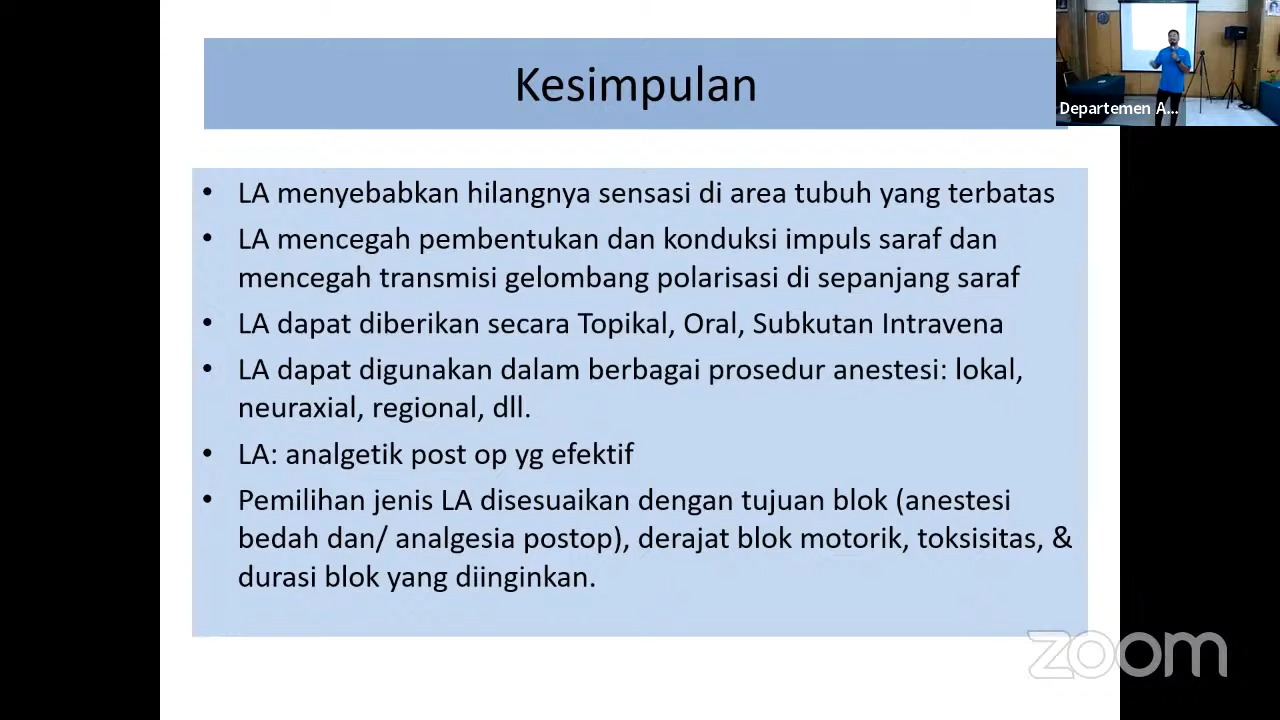 Kesimpulan
Departemen A...
• LA menyebabkan hilangnya sensasi di area tubuh yang terbatas
• LA mencegah pembentukan dan konduksi impuls saraf dan
mencegah transmisi gelombang polarisasi di sepanjang saraf
• LA dapat diberikan secara Topikal, Oral, Subkutan Intravena
• LA dapat digunakan dalam berbagai prosedur anestesi: lokal,
neuraxial, regional, dll.
• LA: analgetik post op yg efektif
• Pemilihan jenis LA disesuaikan dengan tujuan blok (anestesi
bedah dan/ analgesia postop), derajat blok motorik, toksisitas, &
durasi blok yang diinginkan.
zoom